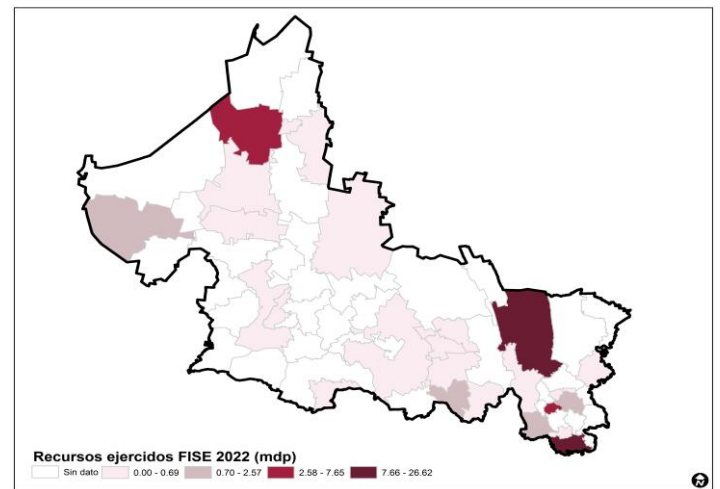 Recursos ejercidos FISE 2022 (mdp)
Sin dato 0.00 - 0.69 0.70 - 2.57 2.58 - 7.65 7.66 - 26.62